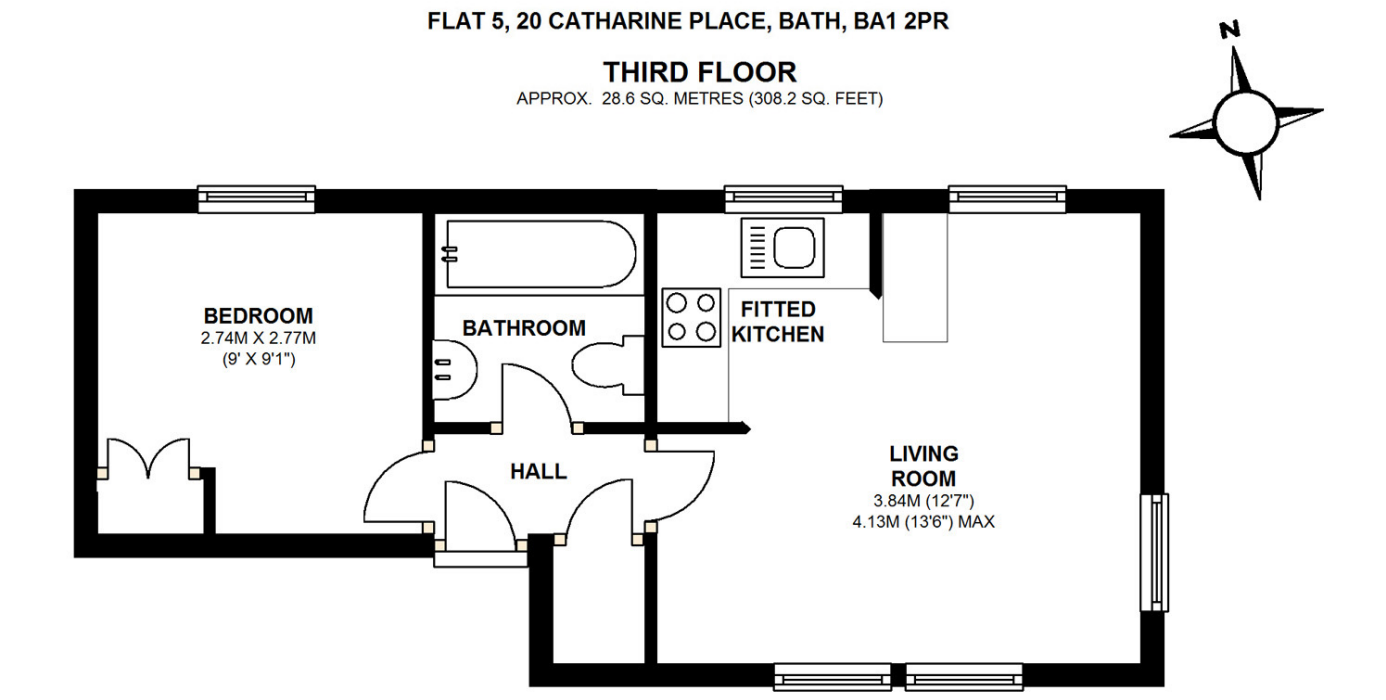 FLAT 5, 20 CATHARINE PLACE, BATH, BA1 2PR
N
THIRD FLOOR
APPROX. 28.6 SQ. METRES (308.2 SQ. FEET)
BEDROOM
2.74M X 2.77M
(9' X 9'1")
BATHROOM
FITTED
KITCHEN
HALL
LIVING
ROOM
3.84M (12'7")
4.13M (13'6") MAX